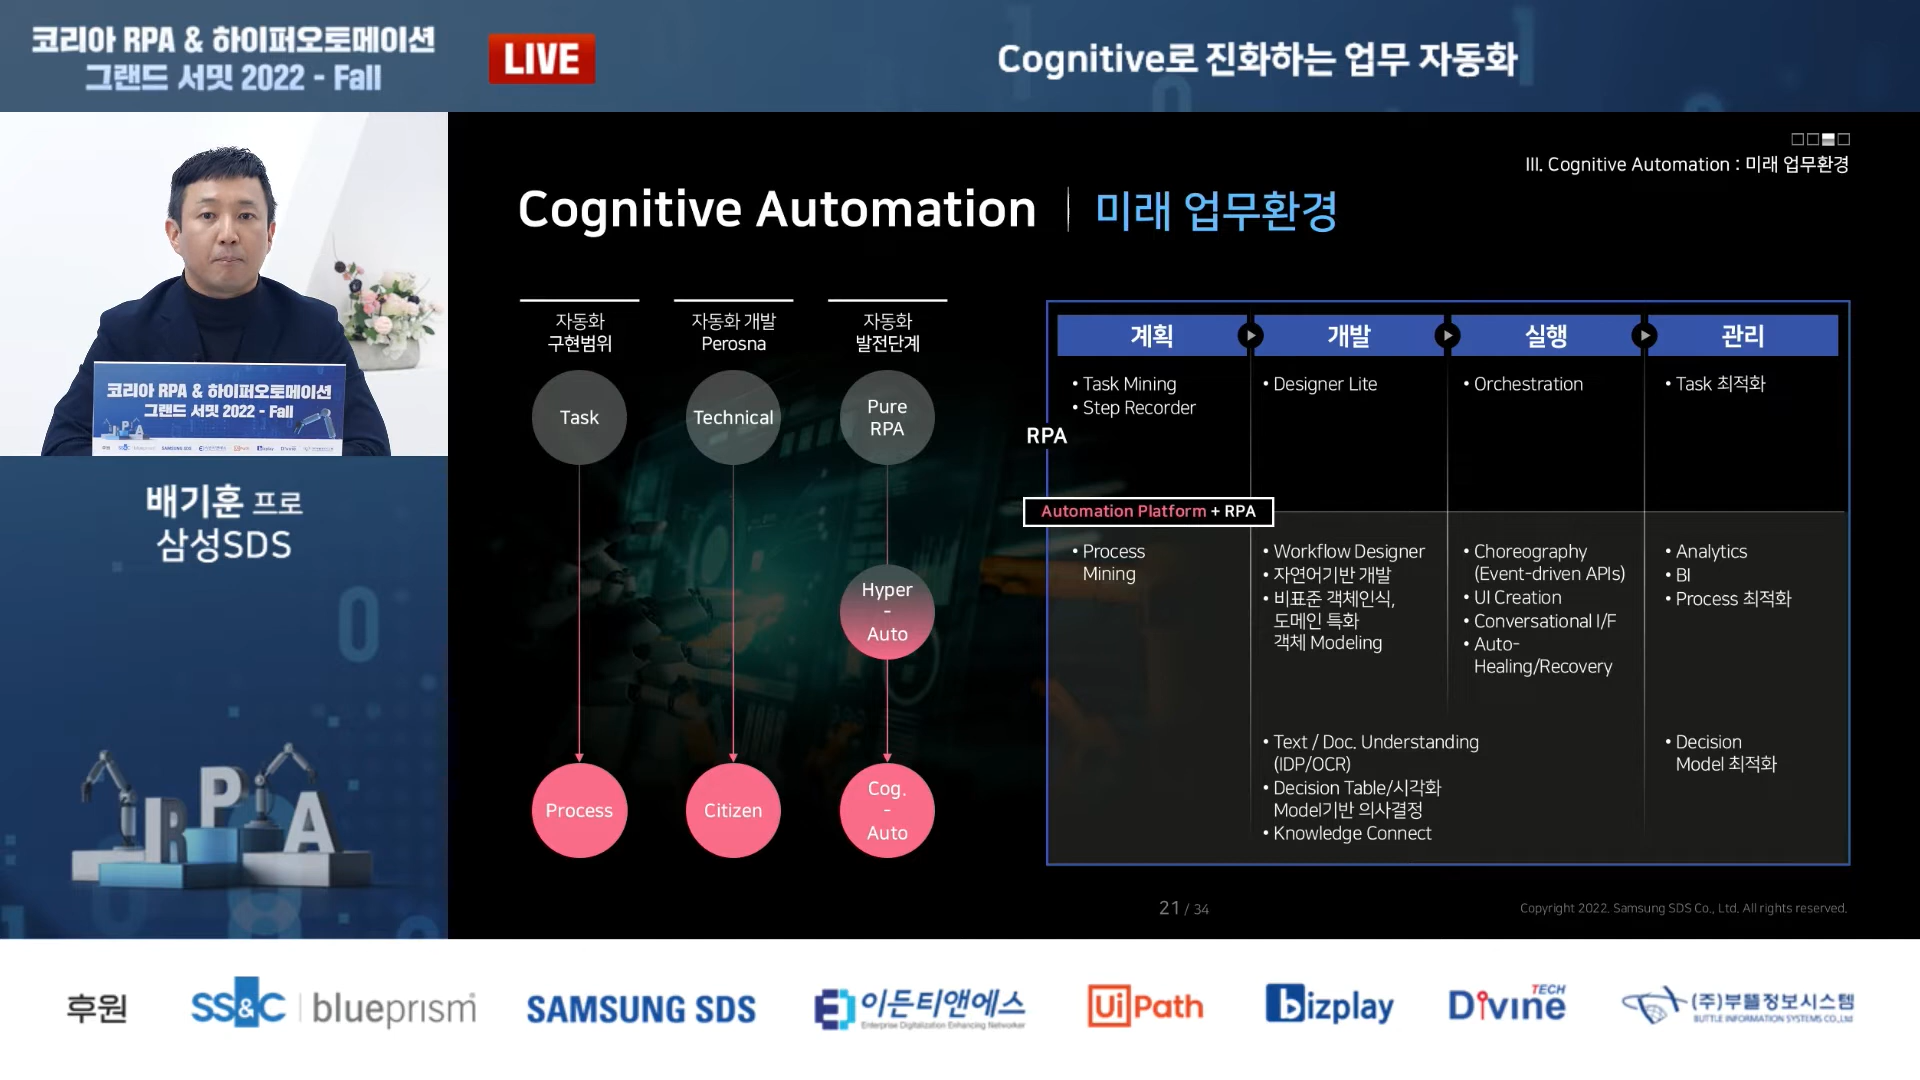 코리아 RPA & 하이퍼오토메이션
그랜드 서밋 2022 - Fall
LIVE
Cognitive로 진화하는 업무 자동화
코리아 RPA & 하이퍼오토메이션
그랜드 서밋 2022 - Fall
배기훈 프로
삼성SDS
RPA
III. Cognitive Automation : 미래 업무환경
Cognitive Automation | 미래 업무환경
자동화
구현범위
Task
Process
자동화 개발
Perosna
Technical
Citizen
자동화
발전단계
Pure
RPA
Hyper
-
Auto
Cog.
-
Auto
계획
개발
실행
관리
RPA
• Task Mining
• Step Recorder
• Designer Lite
• Orchestration
• Task 최적화
Automation Platform + RPA
• Process
Mining
• Workflow Designer
• 자연어기반 개발
• 비표준 객체인식,
도메인 특화
객체 Modeling
• Choreography
(Event-driven APIs)
• UI Creation
• Conversational I/F
• Auto-
Healing/Recovery
• Analytics
• BI
• Process 최적화
• Text / Doc. Understanding
(IDP/OCR)
• Decision Table/시각화
Model기반 의사결정
• Knowledge Connect
• Decision
Model 최적화
21 / 34
Copyright 2022. Samsung SDS Co., Ltd. All rights reserved.
후원
SS&C | blueprism
SAMSUNG SDS
이든티앤에스
Enterprise Digitalization Enhancing Networker
UiPath
bizplay
Divine TECH
(주)부뜰정보시스템
BUTTLE INFORMATION SYSTEMS CO.,Ltd